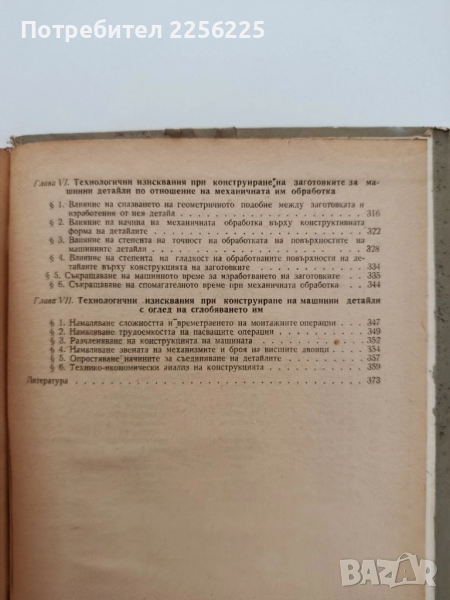 Потребител 2256225
Глава VI. Технологични изисквания при конструиране на заготовките за ма-
шинни детайли по отношение на механичната им обработка
§ 1. Влияние на спазването на геометричното подобие между заготовката и
изработения от нея детайл . . . . . . . . . . . . . . . . 316
§ 2. Влияние на начина на механичната обработка върху конструктивната
форма на детайлите . . . . . . . . . . . . . . . . 322
§ 3. Влияние на степента на точност на обработката на повърхностите на
машинните детайли . . . . . . . . . . . . . . . . 328
§ 4. Влияние на степента на гладкост на обработваните повърхности на де-
тайлите върху конструкцията на заготовките . . . . . . . . 334
§ 5. Съкращаване на машинното време за изработването на детайлите . . 335
§ 6. Съкращаване на спомагателното време при механичната обработка . . 344
Глава VII. Технологични изисквания при конструиране на машинни детайли
с оглед на сглобяването им
§ 1. Намаляване сложността и времетраенето на монтажните операции . . 347
§ 2. Намаляване трудоемкостта на пасващите операции . . . . . . 349
§ 3. Разчленяване на конструкцията на машината . . . . . . . . 352
§ 4. Намаляване звената на механизмите и броя на висшите двоици . . . 354
§ 5. Опростяване начините за съединяване на детайлите . . . . . . 357
§ 6. Технико-икономически анализ на конструкцията . . . . . . . 359
Литература . . . . . . . . . . . . . . . . 373
БАЗАР.bg